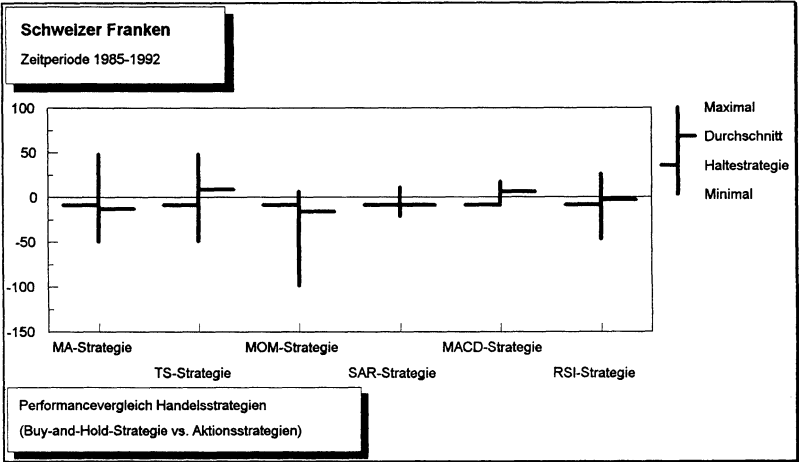 Schweizer Franken
Zeitperiode 1985-1992
100
50
0
-50
-100
-150
Maximal
Durchschnitt
Haltestrategie
Minimal
MA-Strategie
MOM-Strategie
MACD-Strategie
TS-Strategie
SAR-Strategie
RSI-Strategie
Performancevergleich Handelsstrategien
(Buy-and-Hold-Strategie vs. Aktionsstrategien)